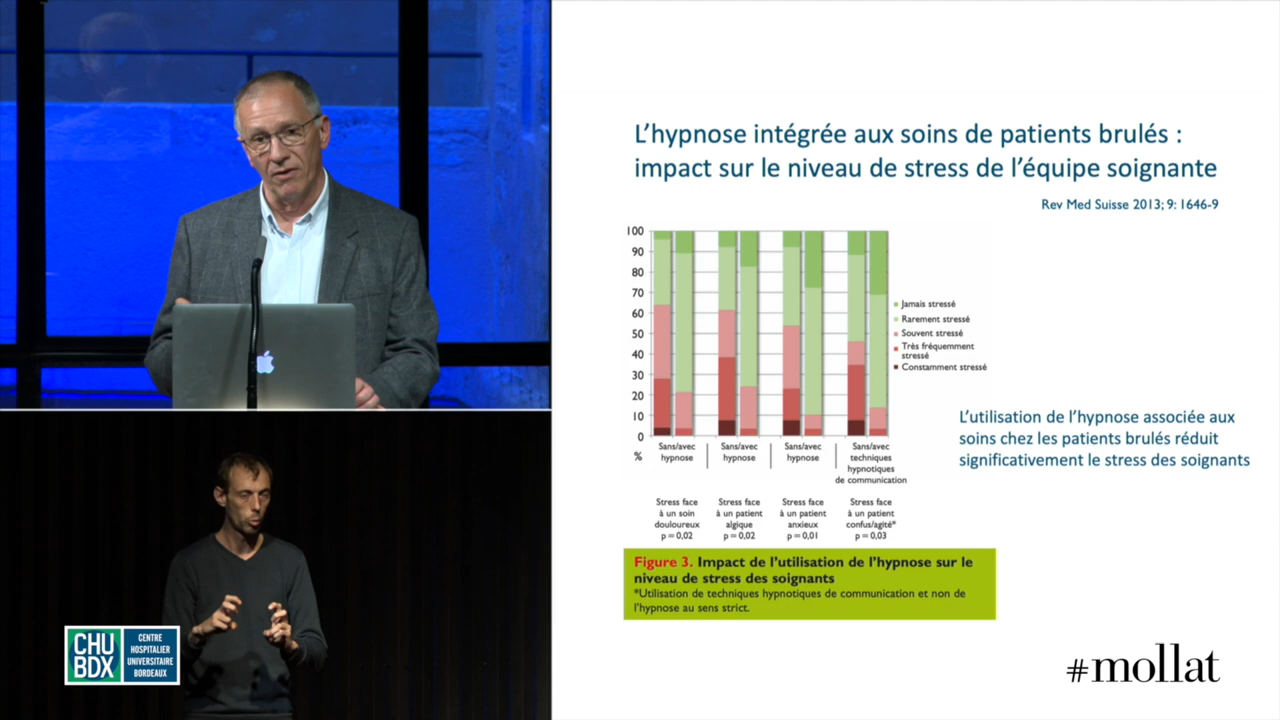 L'hypnose intégrée aux soins de patients brulés :
impact sur le niveau de stress de l'équipe soignante
Rev Med Suisse 2013; 9: 1646-9
100
90
80
70
60
50
40
30
20
10
0
%
Jamais stressé
Rarement stressé
Souvent stressé
Très fréquemment
stressé
Constamment stressé
Sans/avec
hypnose
Sans/avec
hypnose
Sans/avec
hypnose
Sans/avec
techniques
hypnotiques
de communication
Stress face
à un soin
douloureux
p = 0,02
Stress face
à un patient
algique
p = 0,02
Stress face
à un patient
anxieux
p = 0,01
Stress face
à un patient
confus/agité*
p = 0,03
L'utilisation de l'hypnose associée aux
soins chez les patients brulés réduit
significativement le stress des soignants
Figure 3. Impact de l'utilisation de l'hypnose sur le
niveau de stress des soignants
*Utilisation de techniques hypnotiques de communication et non de
l'hypnose au sens strict.
CHU
BDX
CENTRE
HOSPITALIER
UNIVERSITAIRE
BORDEAUX
#mollat